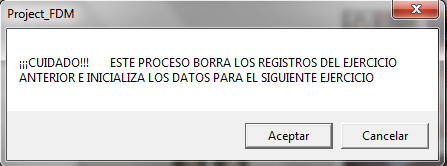 Project_FDM
¡¡¡CUIDADO!!! ESTE PROCESO BORRA LOS REGISTROS DEL EJERCICIO
ANTERIOR E INICIALIZA LOS DATOS PARA EL SIGUIENTE EJERCICIO
Aceptar Cancelar